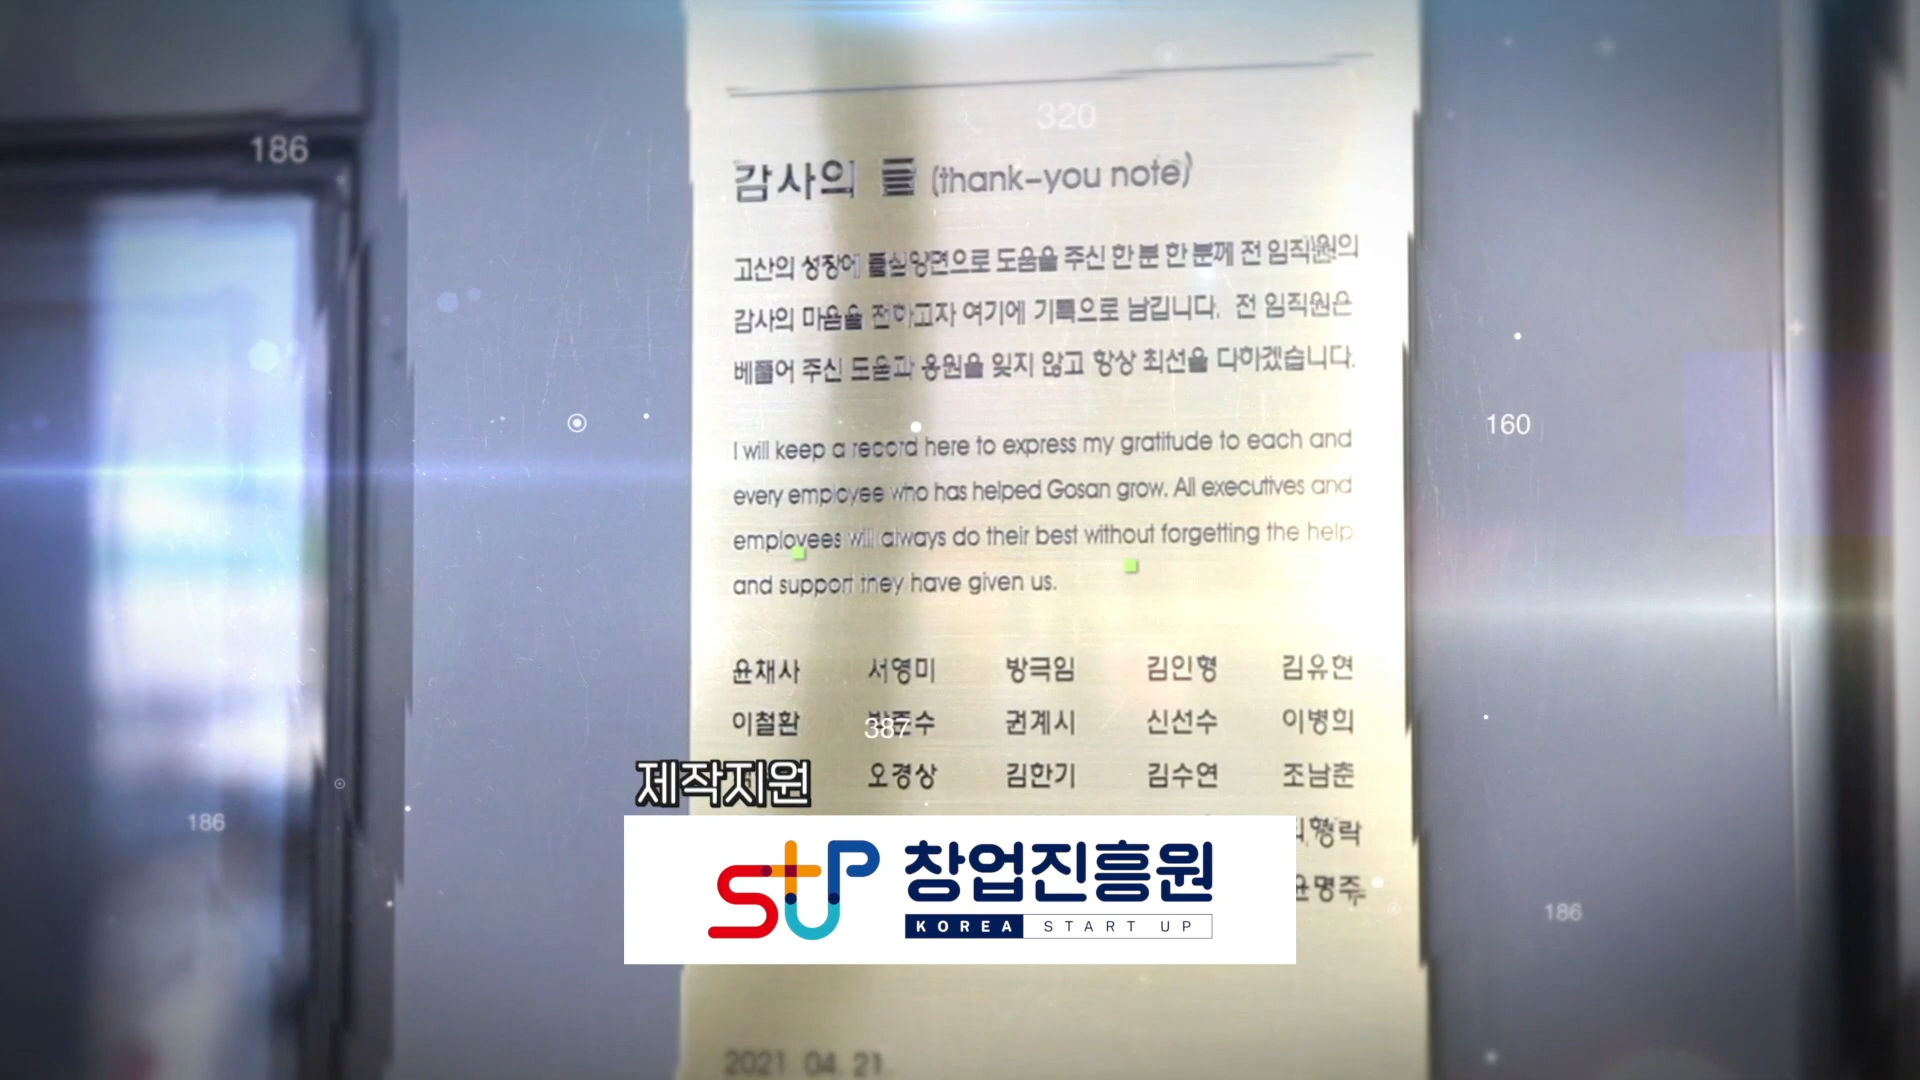 320
186
감사의 글 (thank-you note)
고산의 성장에 물심양면으로 도움을 주신 한 분 한 분께 전 임직원의
감사의 마음을 전하고자 여기에 기록으로 남깁니다. 전 임직원은
베풀어 주신 도움과 응원을 잊지 않고 항상 최선을 다하겠습니다.
160
I will keep a record here to express my gratitude to each and
every employee who has helped Gosan grow. All executives and
employees will always do their best without forgetting the help
and support they have given us.
윤채사 서영미 방극임 김인형 김유현
이철환 수 권계시 신선수 이병희
387
제작지원 오경상 김한기 김수연 조남춘
186
형락
STUP 창업진흥원
KOREA START UP
윤명주
186
2021. 04. 21.